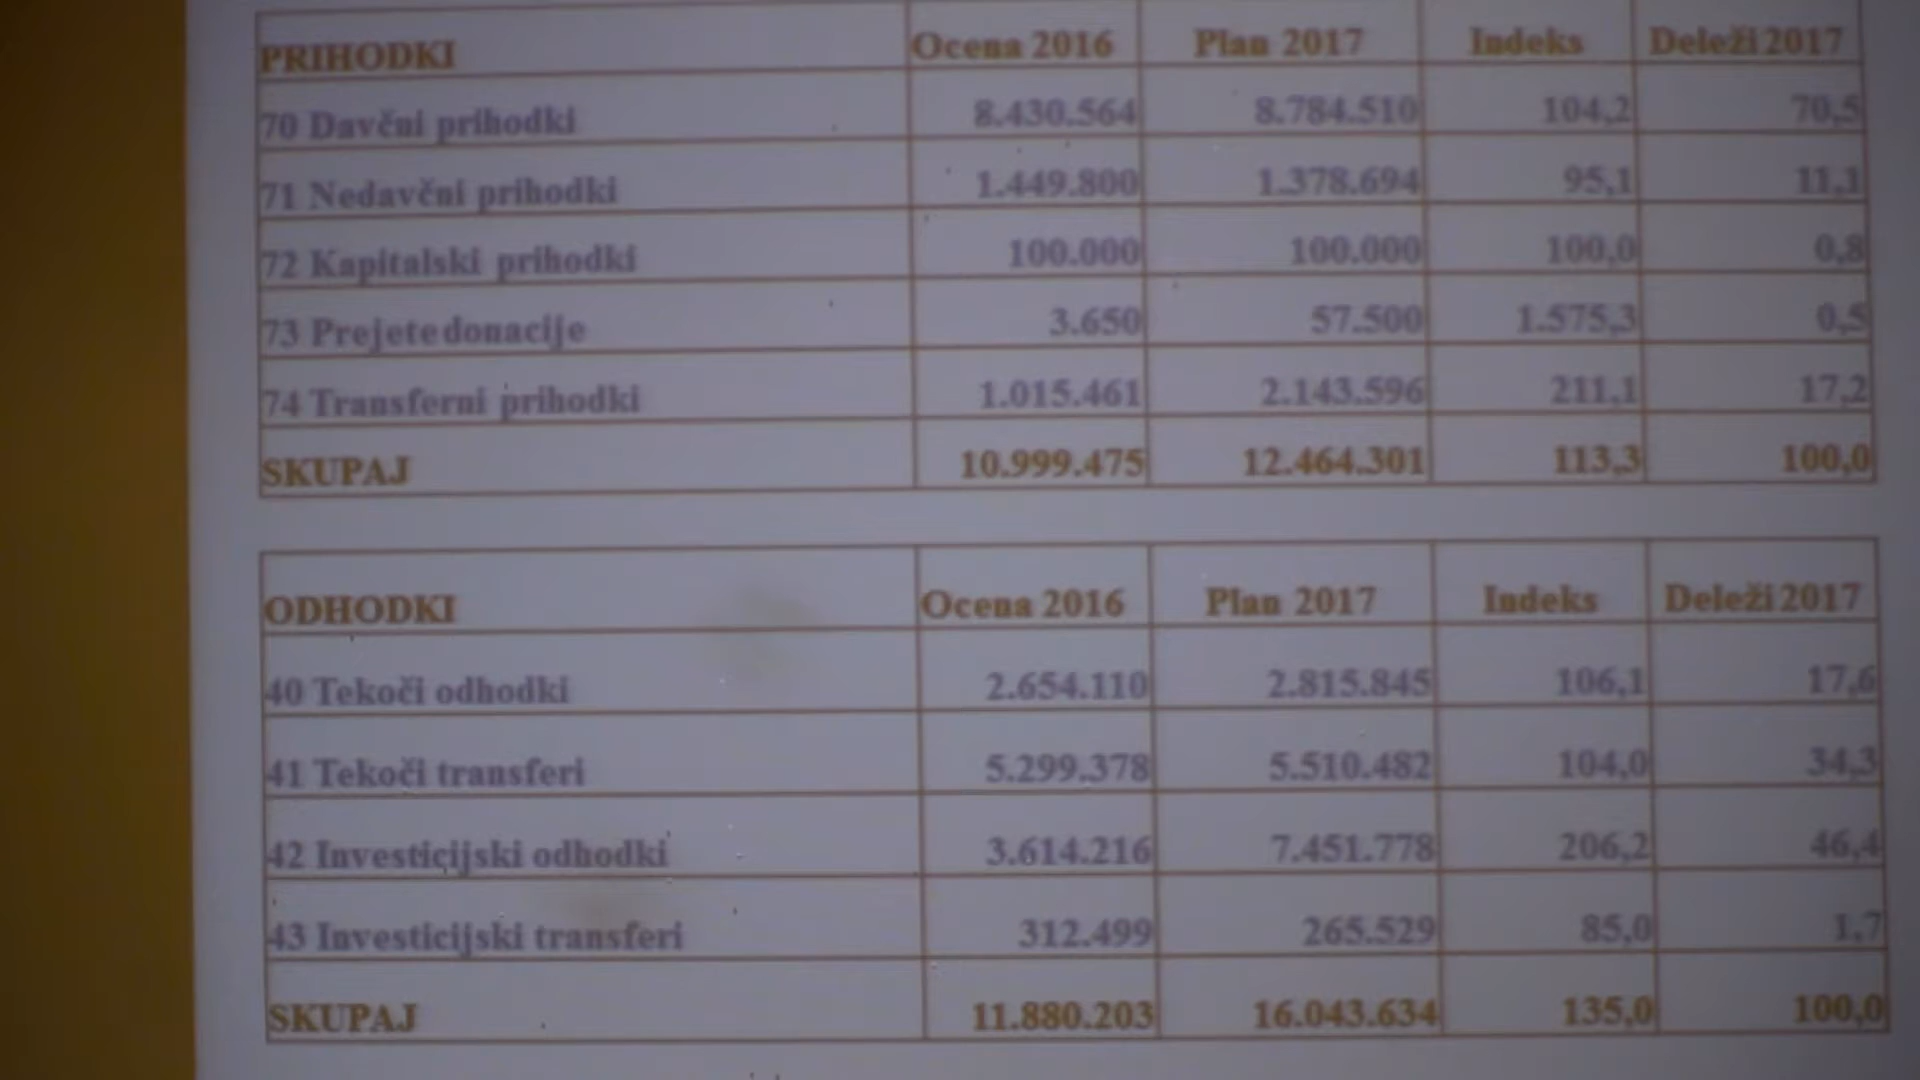 PRIHODKI Ocena 2016 Plan 2017 Indeks Deleži 2017
70 Davčni prihodki 8.430.564 8.784.510 104,2 70,5
71 Nedavčni prihodki 1.449.800 1.378.694 95,1 11,1
72 Kapitalski prihodki 100.000 100.000 100,0 0,8
73 Prejete donacije 3.650 57.500 1.575,3 0,5
74 Transferni prihodki 1.015.461 2.143.596 211,1 17,2
SKUPAJ 10.999.475 12.464.301 113,3 100,0
ODHODKI Ocena 2016 Plan 2017 Indeks Deleži 2017
40 Tekoči odhodki 2.654.110 2.815.845 106,1 17,6
41 Tekoči transferi 5.299.378 5.510.482 104,0 34,3
42 Investicijski odhodki 3.614.216 7.451.778 206,2 46,4
43 Investicijski transferi 312.499 265.529 85,0 1,7
SKUPAJ 11.880.203 16.043.634 135,0 100,0